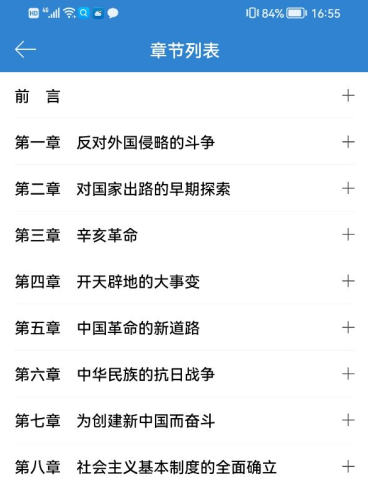 HD 4G 84% 16:55
章节列表
前 言
第一章 反对外国侵略的斗争
第二章 对国家出路的早期探索
第三章 辛亥革命
第四章 开天辟地的大事变
第五章 中国革命的新道路
第六章 中华民族的抗日战争
第七章 为创建新中国而奋斗
第八章 社会主义基本制度的全面确立